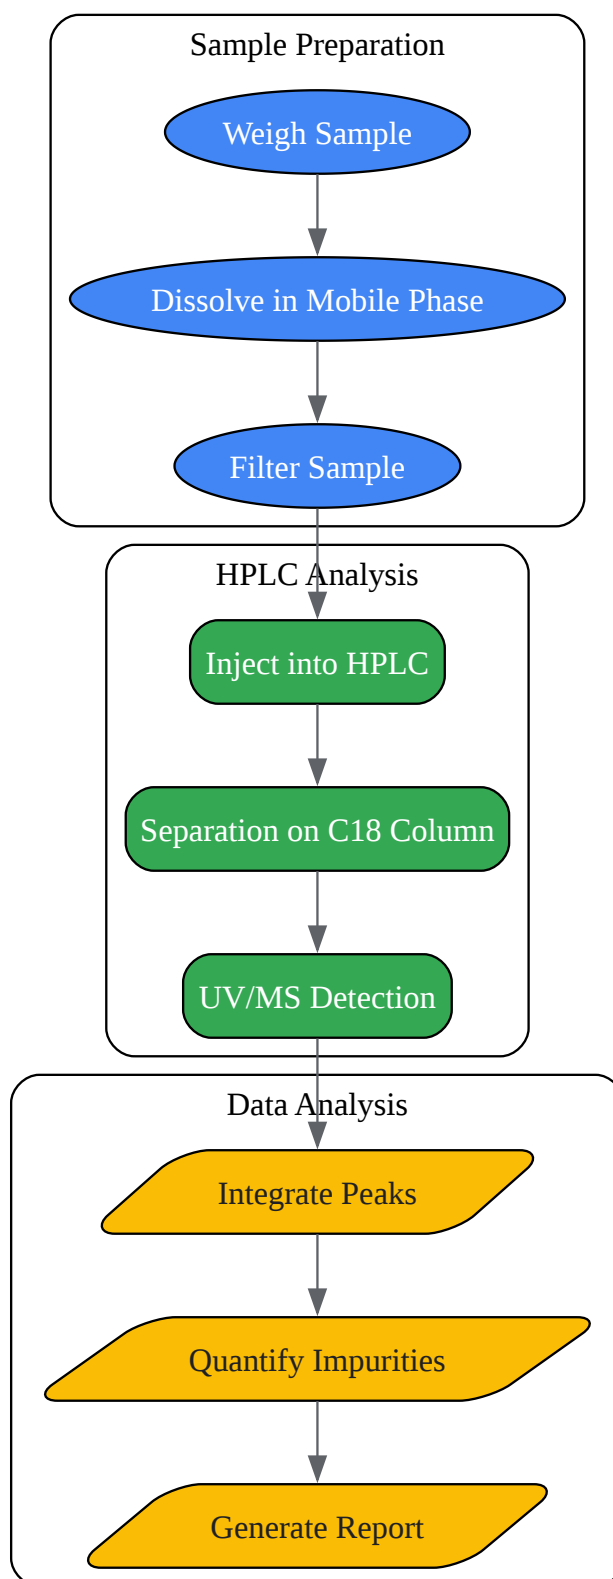 Sample Preparation
Weigh Sample
Dissolve in Mobile Phase
Filter Sample
HPLC Analysis
Inject into HPLC
Separation on C18 Column
UV/MS Detection
Data Analysis
Integrate Peaks
Quantify Impurities
Generate Report